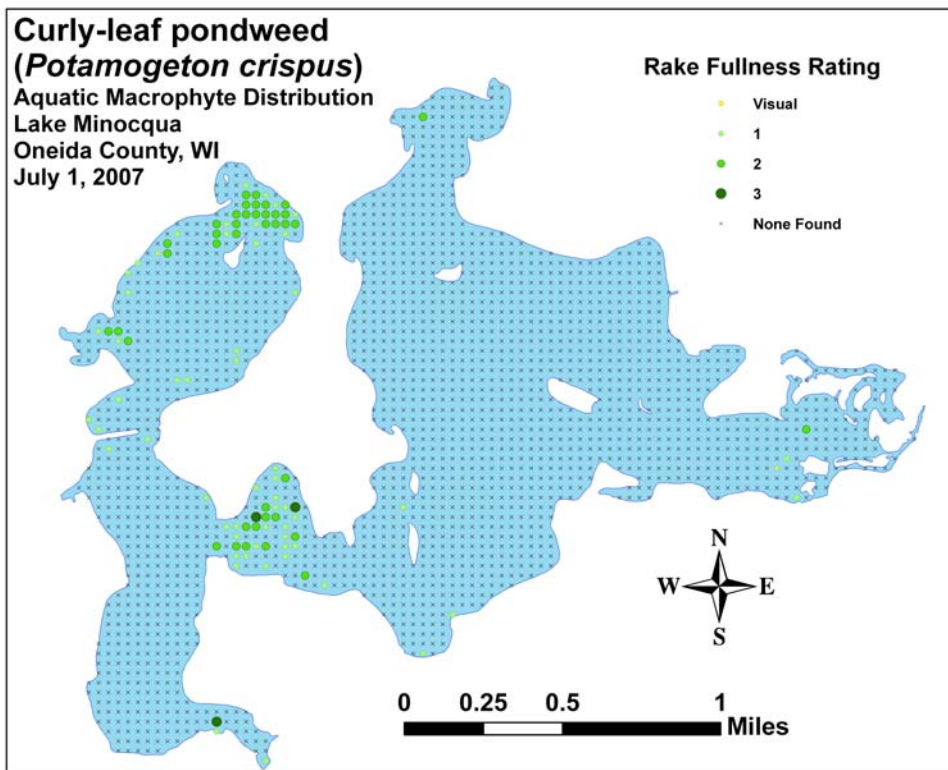 Curly-leaf pondweed
(Potamogeton crispus)
Aquatic Macrophyte Distribution
Lake Minocqua
Oneida County, WI
July 1, 2007
Rake Fullness Rating
Visual
1
2
3
None Found
N
W E
S
0 0.25 0.5 1
Miles